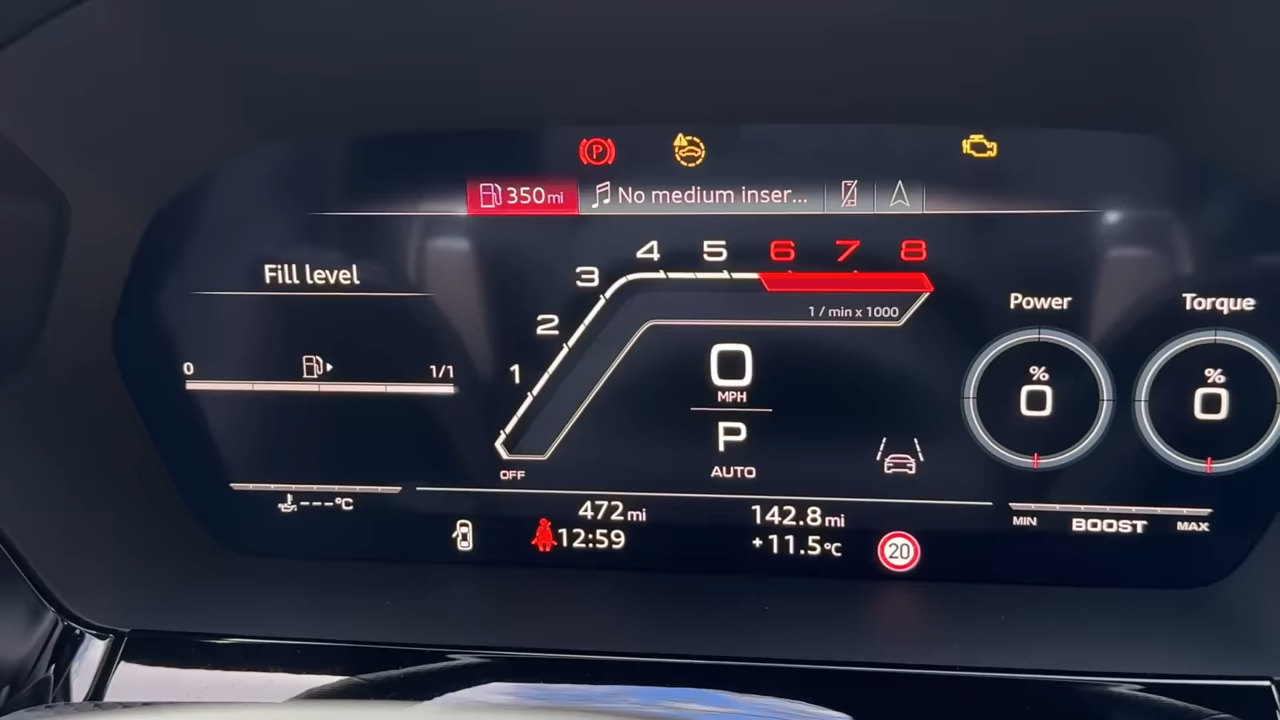 P
350mi
No medium inser...
Fill level
0
1/1
1
2
3
4
5
6
7
8
1 / min x 1000
OFF
0
MPH
P
AUTO
Power
%
0
Torque
%
0
---°C
472mi
12:59
142.8mi
+11.5°C
20
MIN
BOOST
MAX